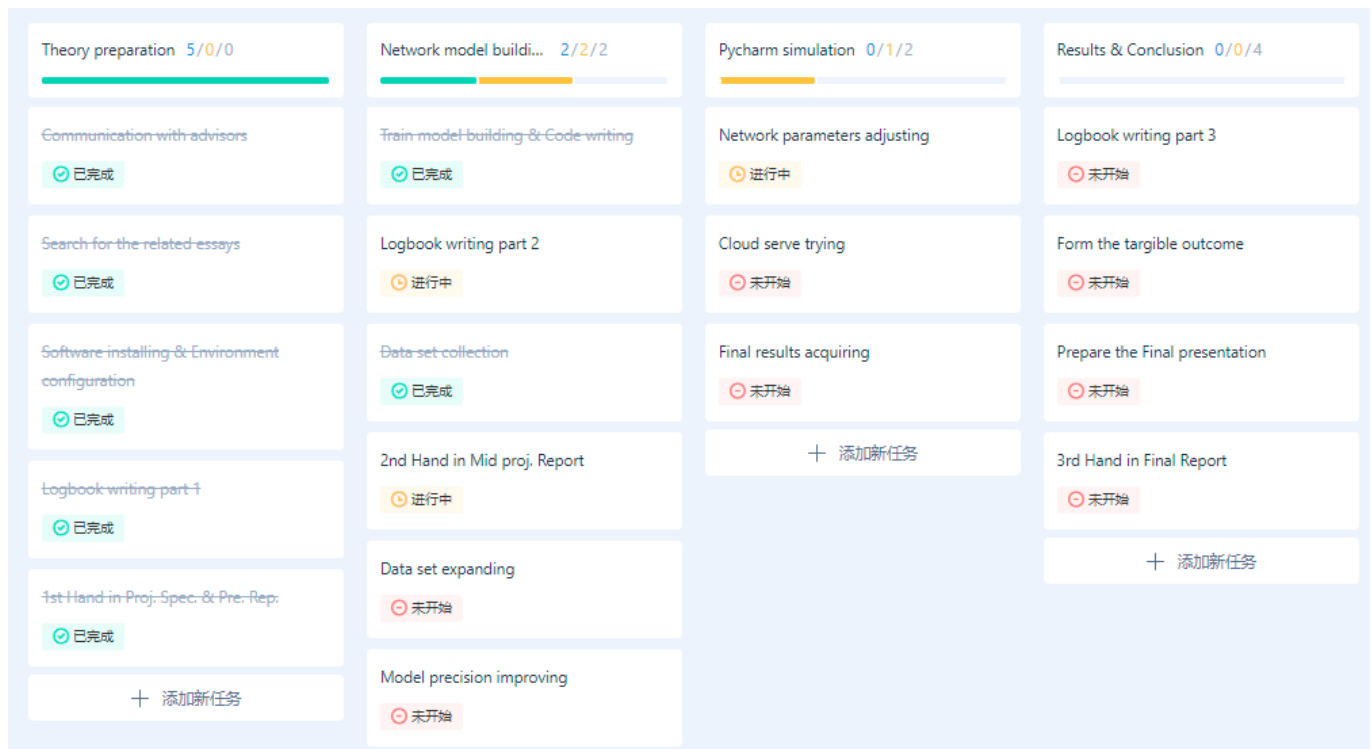 Theory preparation 5/0/0
Communication with advisors
已完成
Search for the related essays
已完成
Software installing & Environment
configuration
已完成
Logbook writing part 1
已完成
1st Hand in Proj. Spec. & Pre. Rep.
已完成
添加新任务
Network model buildi... 2/2/2
Train model building & Code writing
已完成
Logbook writing part 2
进行中
Data set collection
已完成
2nd Hand in Mid proj. Report
进行中
Data set expanding
未开始
Model precision improving
未开始
Pycharm simulation 0/1/2
Network parameters adjusting
进行中
Cloud serve trying
未开始
Final results acquiring
未开始
添加新任务
Results & Conclusion 0/0/4
Logbook writing part 3
未开始
Form the targible outcome
未开始
Prepare the Final presentation
未开始
3rd Hand in Final Report
未开始
添加新任务